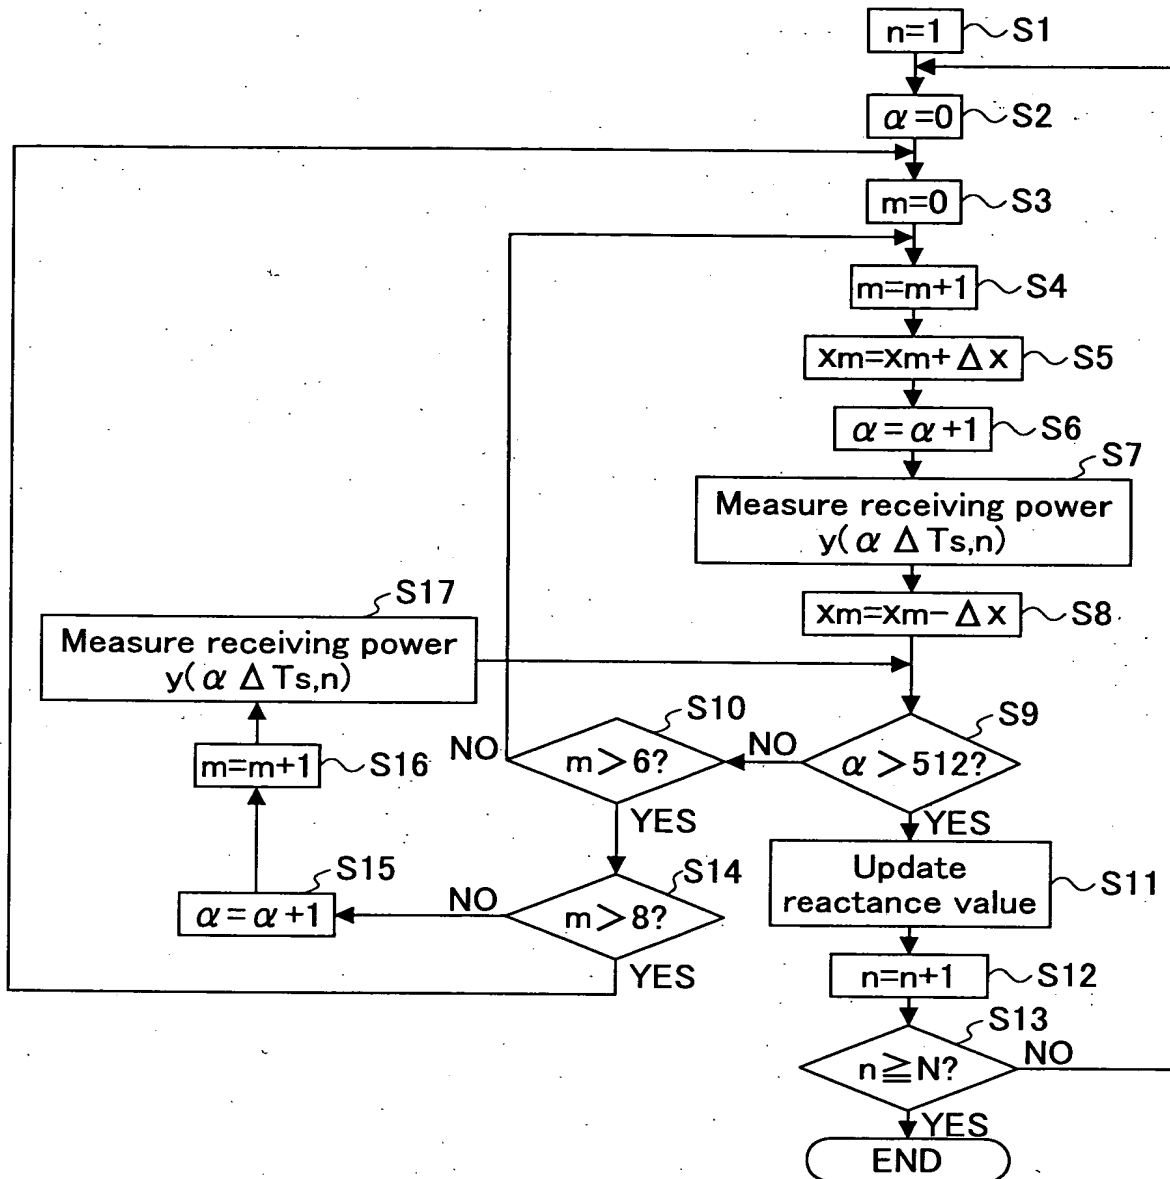 n=1 S1
α=0 S2
m=0 S3
m=m+1 S4
xm=xm+Δx S5
α=α+1 S6
S7
Measure receiving power
y(αΔTs,n)
xm=xm-Δx S8
S17
Measure receiving power
y(αΔTs,n)
S10
S9
NO
m>6?
NO
α>512?
m=m+1 S16
YES
YES
S15
α=α+1
NO
S14
m>8?
YES
Update
reactance value
S11
n=n+1 S12
S13
n≧N?
NO
YES
END